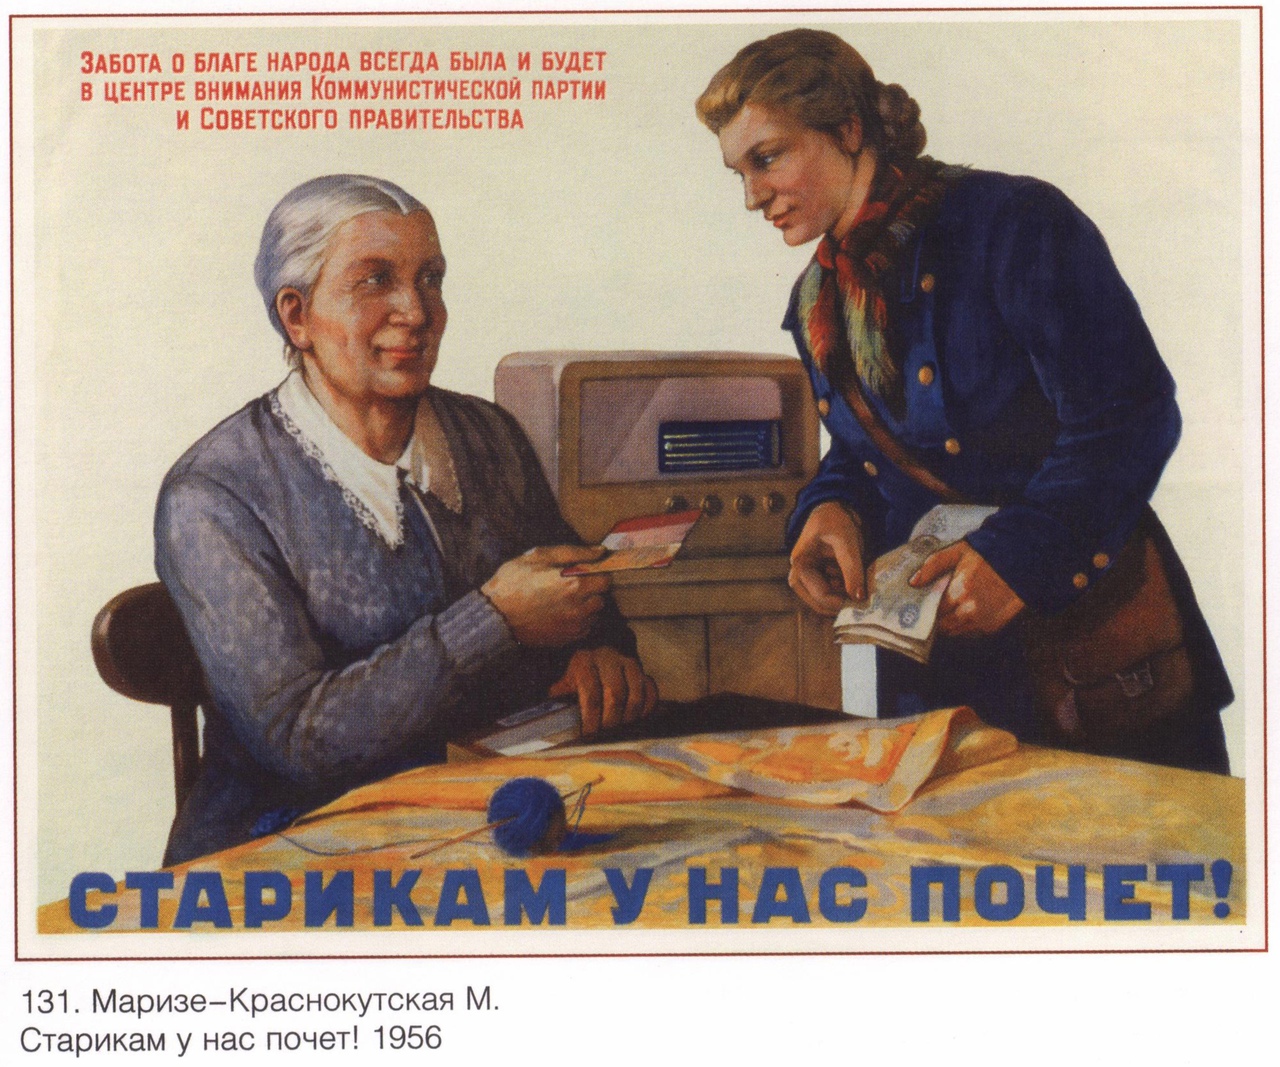 Забота о благе народа всегда была и будет
в центре внимания Коммунистической партии
и Советского правительства
СТАРИКАМ У НАС ПОЧЕТ!
131. Маризе–Краснокутская М.
Старикам у нас почет! 1956